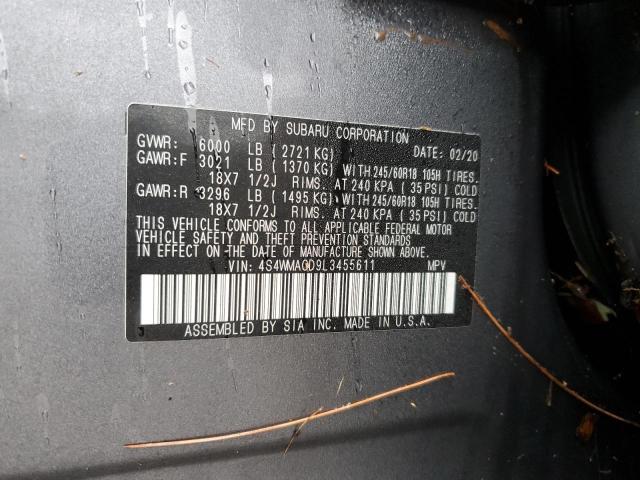 MFD BY SUBARU CORPORATION
GVWR: 6000 LB (2721 KG) DATE: 02/20
GAWR:F 3021 LB (1370 KG) WITH 245/60R18 105H TIRES,
18X7 1/2J RIMS, AT 240 KPA (35 PSI) COLD
GAWR:R 3296 LB (1495 KG) WITH 245/60R18 105H TIRES,
18X7 1/2J RIMS, AT 240 KPA (35 PSI) COLD
THIS VEHICLE CONFORMS TO ALL APPLICABLE FEDERAL MOTOR
VEHICLE SAFETY AND THEFT PREVENTION STANDARDS
IN EFFECT ON THE DATE OF MANUFACTURE SHOWN ABOVE.
VIN: 4S4WMAGD9L3455611 MPV
ASSEMBLED BY SIA INC. MADE IN U.S.A.